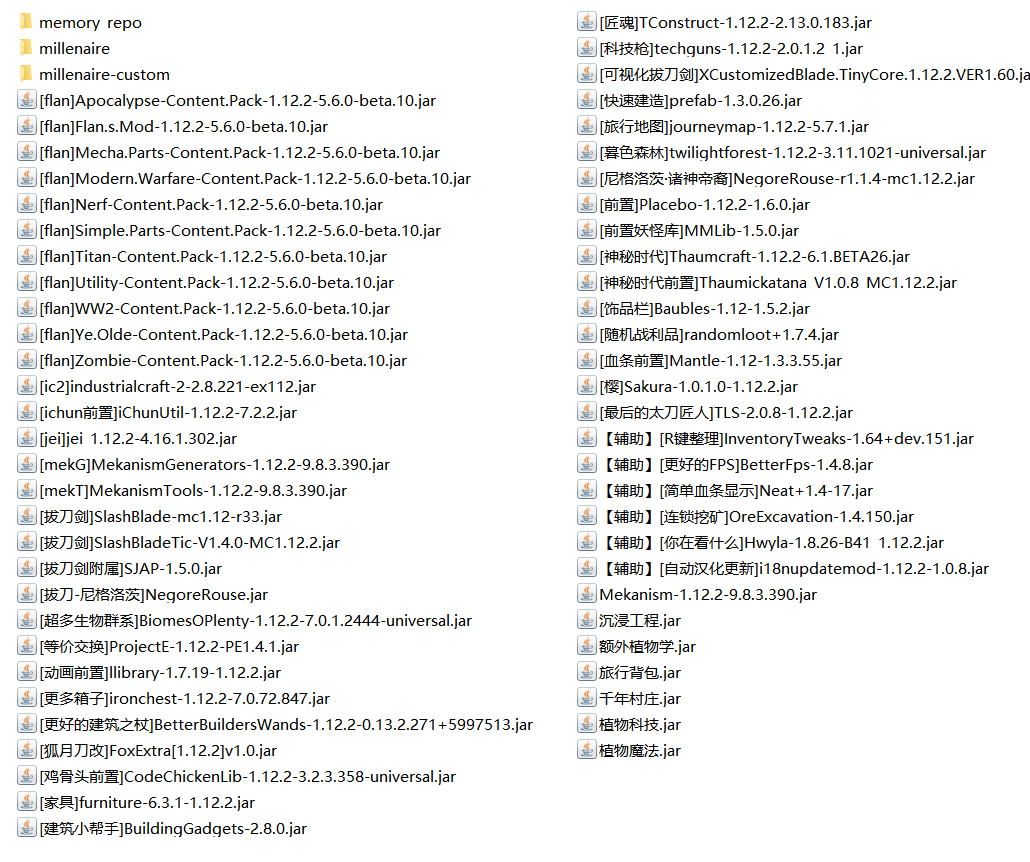 memory_repo
millenaire
millenaire-custom
[flan]Apocalypse-Content.Pack-1.12.2-5.6.0-beta.10.jar
[flan]Flan.s.Mod-1.12.2-5.6.0-beta.10.jar
[flan]Mecha.Parts-Content.Pack-1.12.2-5.6.0-beta.10.jar
[flan]Modern.Warfare-Content.Pack-1.12.2-5.6.0-beta.10.jar
[flan]Nerf-Content.Pack-1.12.2-5.6.0-beta.10.jar
[flan]Simple.Parts-Content.Pack-1.12.2-5.6.0-beta.10.jar
[flan]Titan-Content.Pack-1.12.2-5.6.0-beta.10.jar
[flan]Utility-Content.Pack-1.12.2-5.6.0-beta.10.jar
[flan]WW2-Content.Pack-1.12.2-5.6.0-beta.10.jar
[flan]Ye.Olde-Content.Pack-1.12.2-5.6.0-beta.10.jar
[flan]Zombie-Content.Pack-1.12.2-5.6.0-beta.10.jar
[ic2]industrialcraft-2-2.8.221-ex112.jar
[ichun前置]iChunUtil-1.12.2-7.2.2.jar
[jei]jei_1.12.2-4.16.1.302.jar
[mekG]MekanismGenerators-1.12.2-9.8.3.390.jar
[mekT]MekanismTools-1.12.2-9.8.3.390.jar
[拔刀剑]SlashBlade-mc1.12-r33.jar
[拔刀剑]SlashBladeTic-V1.4.0-MC1.12.2.jar
[拔刀剑附属]SJAP-1.5.0.jar
[拔刀-尼格洛茨]NegoreRouse.jar
[超多生物群系]BiomesOPlenty-1.12.2-7.0.1.2444-universal.jar
[等价交换]ProjectE-1.12.2-PE1.4.1.jar
[动画前置]llibrary-1.7.19-1.12.2.jar
[更多箱子]ironchest-1.12.2-7.0.72.847.jar
[更好的建筑之杖]BetterBuildersWands-1.12.2-0.13.2.271+5997513.jar
[狐月刀改]FoxExtra[1.12.2]v1.0.jar
[鸡骨头前置]CodeChickenLib-1.12.2-3.2.3.358-universal.jar
[家具]furniture-6.3.1-1.12.2.jar
[建筑小帮手]BuildingGadgets-2.8.0.jar
[匠魂]TConstruct-1.12.2-2.13.0.183.jar
[科技枪]techguns-1.12.2-2.0.1.2_1.jar
[可视化拔刀剑]XCustomizedBlade.TinyCore.1.12.2.VER1.60.ja
[快速建造]prefab-1.3.0.26.jar
[旅行地图]journeymap-1.12.2-5.7.1.jar
[暮色森林]twilightforest-1.12.2-3.11.1021-universal.jar
[尼格洛茨·诸神帝裔]NegoreRouse-r1.1.4-mc1.12.2.jar
[前置]Placebo-1.12.2-1.6.0.jar
[前置妖怪库]MMLib-1.5.0.jar
[神秘时代]Thaumcraft-1.12.2-6.1.BETA26.jar
[神秘时代前置]Thaumickatana_V1.0.8_MC1.12.2.jar
[饰品栏]Baubles-1.12-1.5.2.jar
[随机战利品]randomloot+1.7.4.jar
[血条前置]Mantle-1.12-1.3.3.55.jar
[樱]Sakura-1.0.1.0-1.12.2.jar
[最后的太刀匠人]TLS-2.0.8-1.12.2.jar
【辅助】[R键整理]InventoryTweaks-1.64+dev.151.jar
【辅助】[更好的FPS]BetterFps-1.4.8.jar
【辅助】[简单血条显示]Neat+1.4-17.jar
【辅助】[连锁挖矿]OreExcavation-1.4.150.jar
【辅助】[你在看什么]Hwyla-1.8.26-B41_1.12.2.jar
【辅助】[自动汉化更新]i18nupdatemod-1.12.2-1.0.8.jar
Mekanism-1.12.2-9.8.3.390.jar
沉浸工程.jar
额外植物学.jar
旅行背包.jar
千年村庄.jar
植物科技.jar
植物魔法.jar